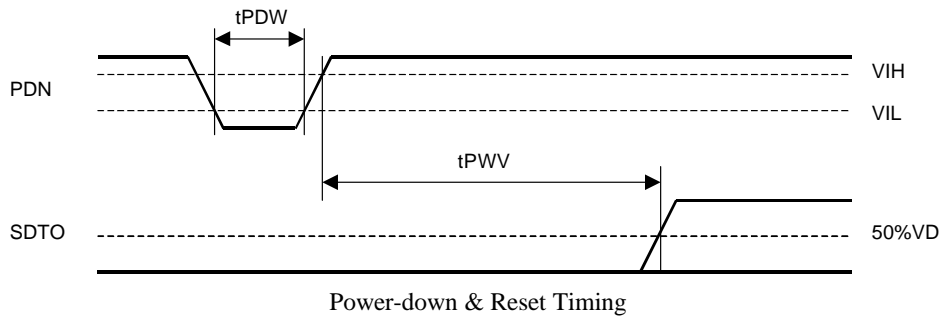 tPDW
PDN
VIH
VIL
tPWV
SDTO
50%VD
Power-down & Reset Timing